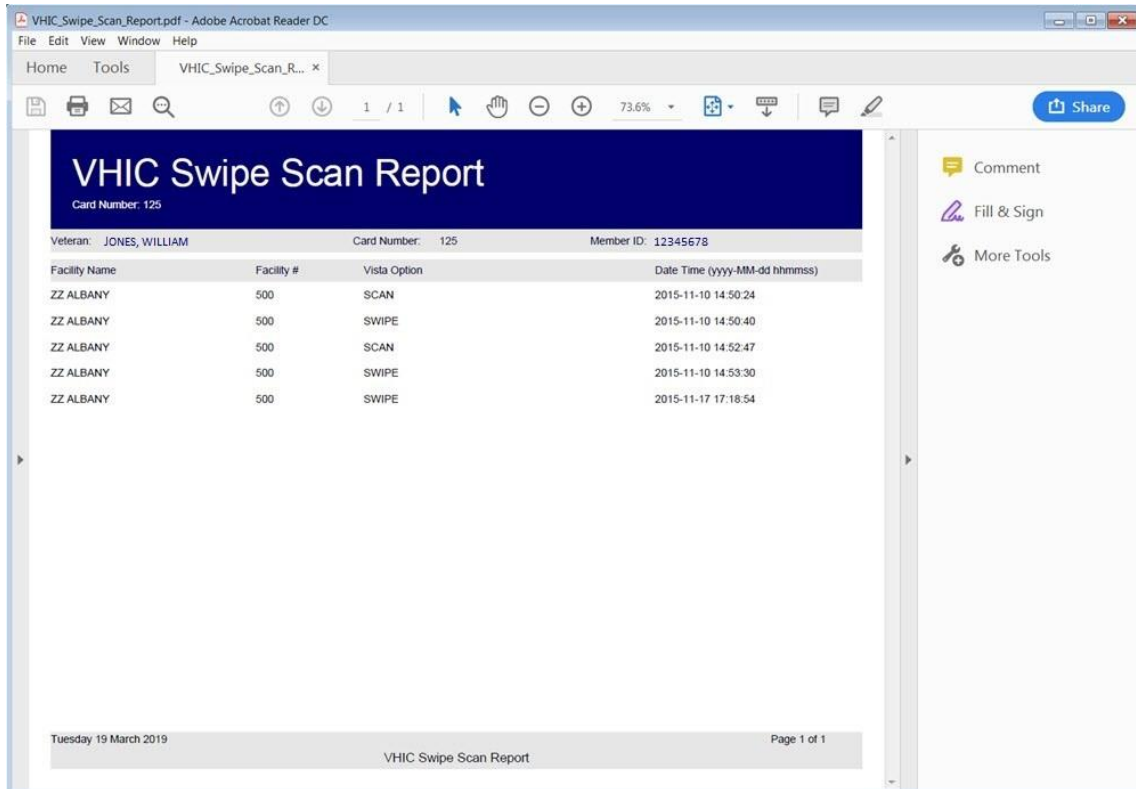 VHIC_Swipe_Scan_Report.pdf - Adobe Acrobat Reader DC
File Edit View Window Help
Home Tools VHIC_Swipe_Scan_R... ×
1 / 1 73.6% Share
VHIC Swipe Scan Report
Card Number: 125
Veteran: JONES, WILLIAM Card Number: 125 Member ID: 12345678
Facility Name Facility # Vista Option Date Time (yyyy-MM-dd hhmmss)
ZZ ALBANY 500 SCAN 2015-11-10 14:50:24
ZZ ALBANY 500 SWIPE 2015-11-10 14:50:40
ZZ ALBANY 500 SCAN 2015-11-10 14:52:47
ZZ ALBANY 500 SWIPE 2015-11-10 14:53:30
ZZ ALBANY 500 SWIPE 2015-11-17 17:18:54
Tuesday 19 March 2019 Page 1 of 1
VHIC Swipe Scan Report
Comment
Fill & Sign
More Tools